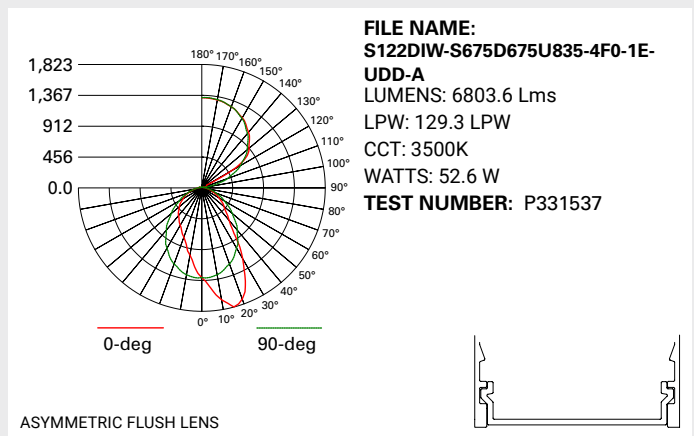 FILE NAME:
S122DIW-S675D675U835-4F0-1E-
UDD-A
LUMENS: 6803.6 Lms
LPW: 129.3 LPW
CCT: 3500K
WATTS: 52.6 W
TEST NUMBER: P331537
1,823
1,367
912
456
0.0
180°
170°
160°
150°
140°
130°
120°
110°
100°
90°
80°
70°
60°
50°
40°
30°
20°
10°
0°
0-deg
90-deg
ASYMMETRIC FLUSH LENS